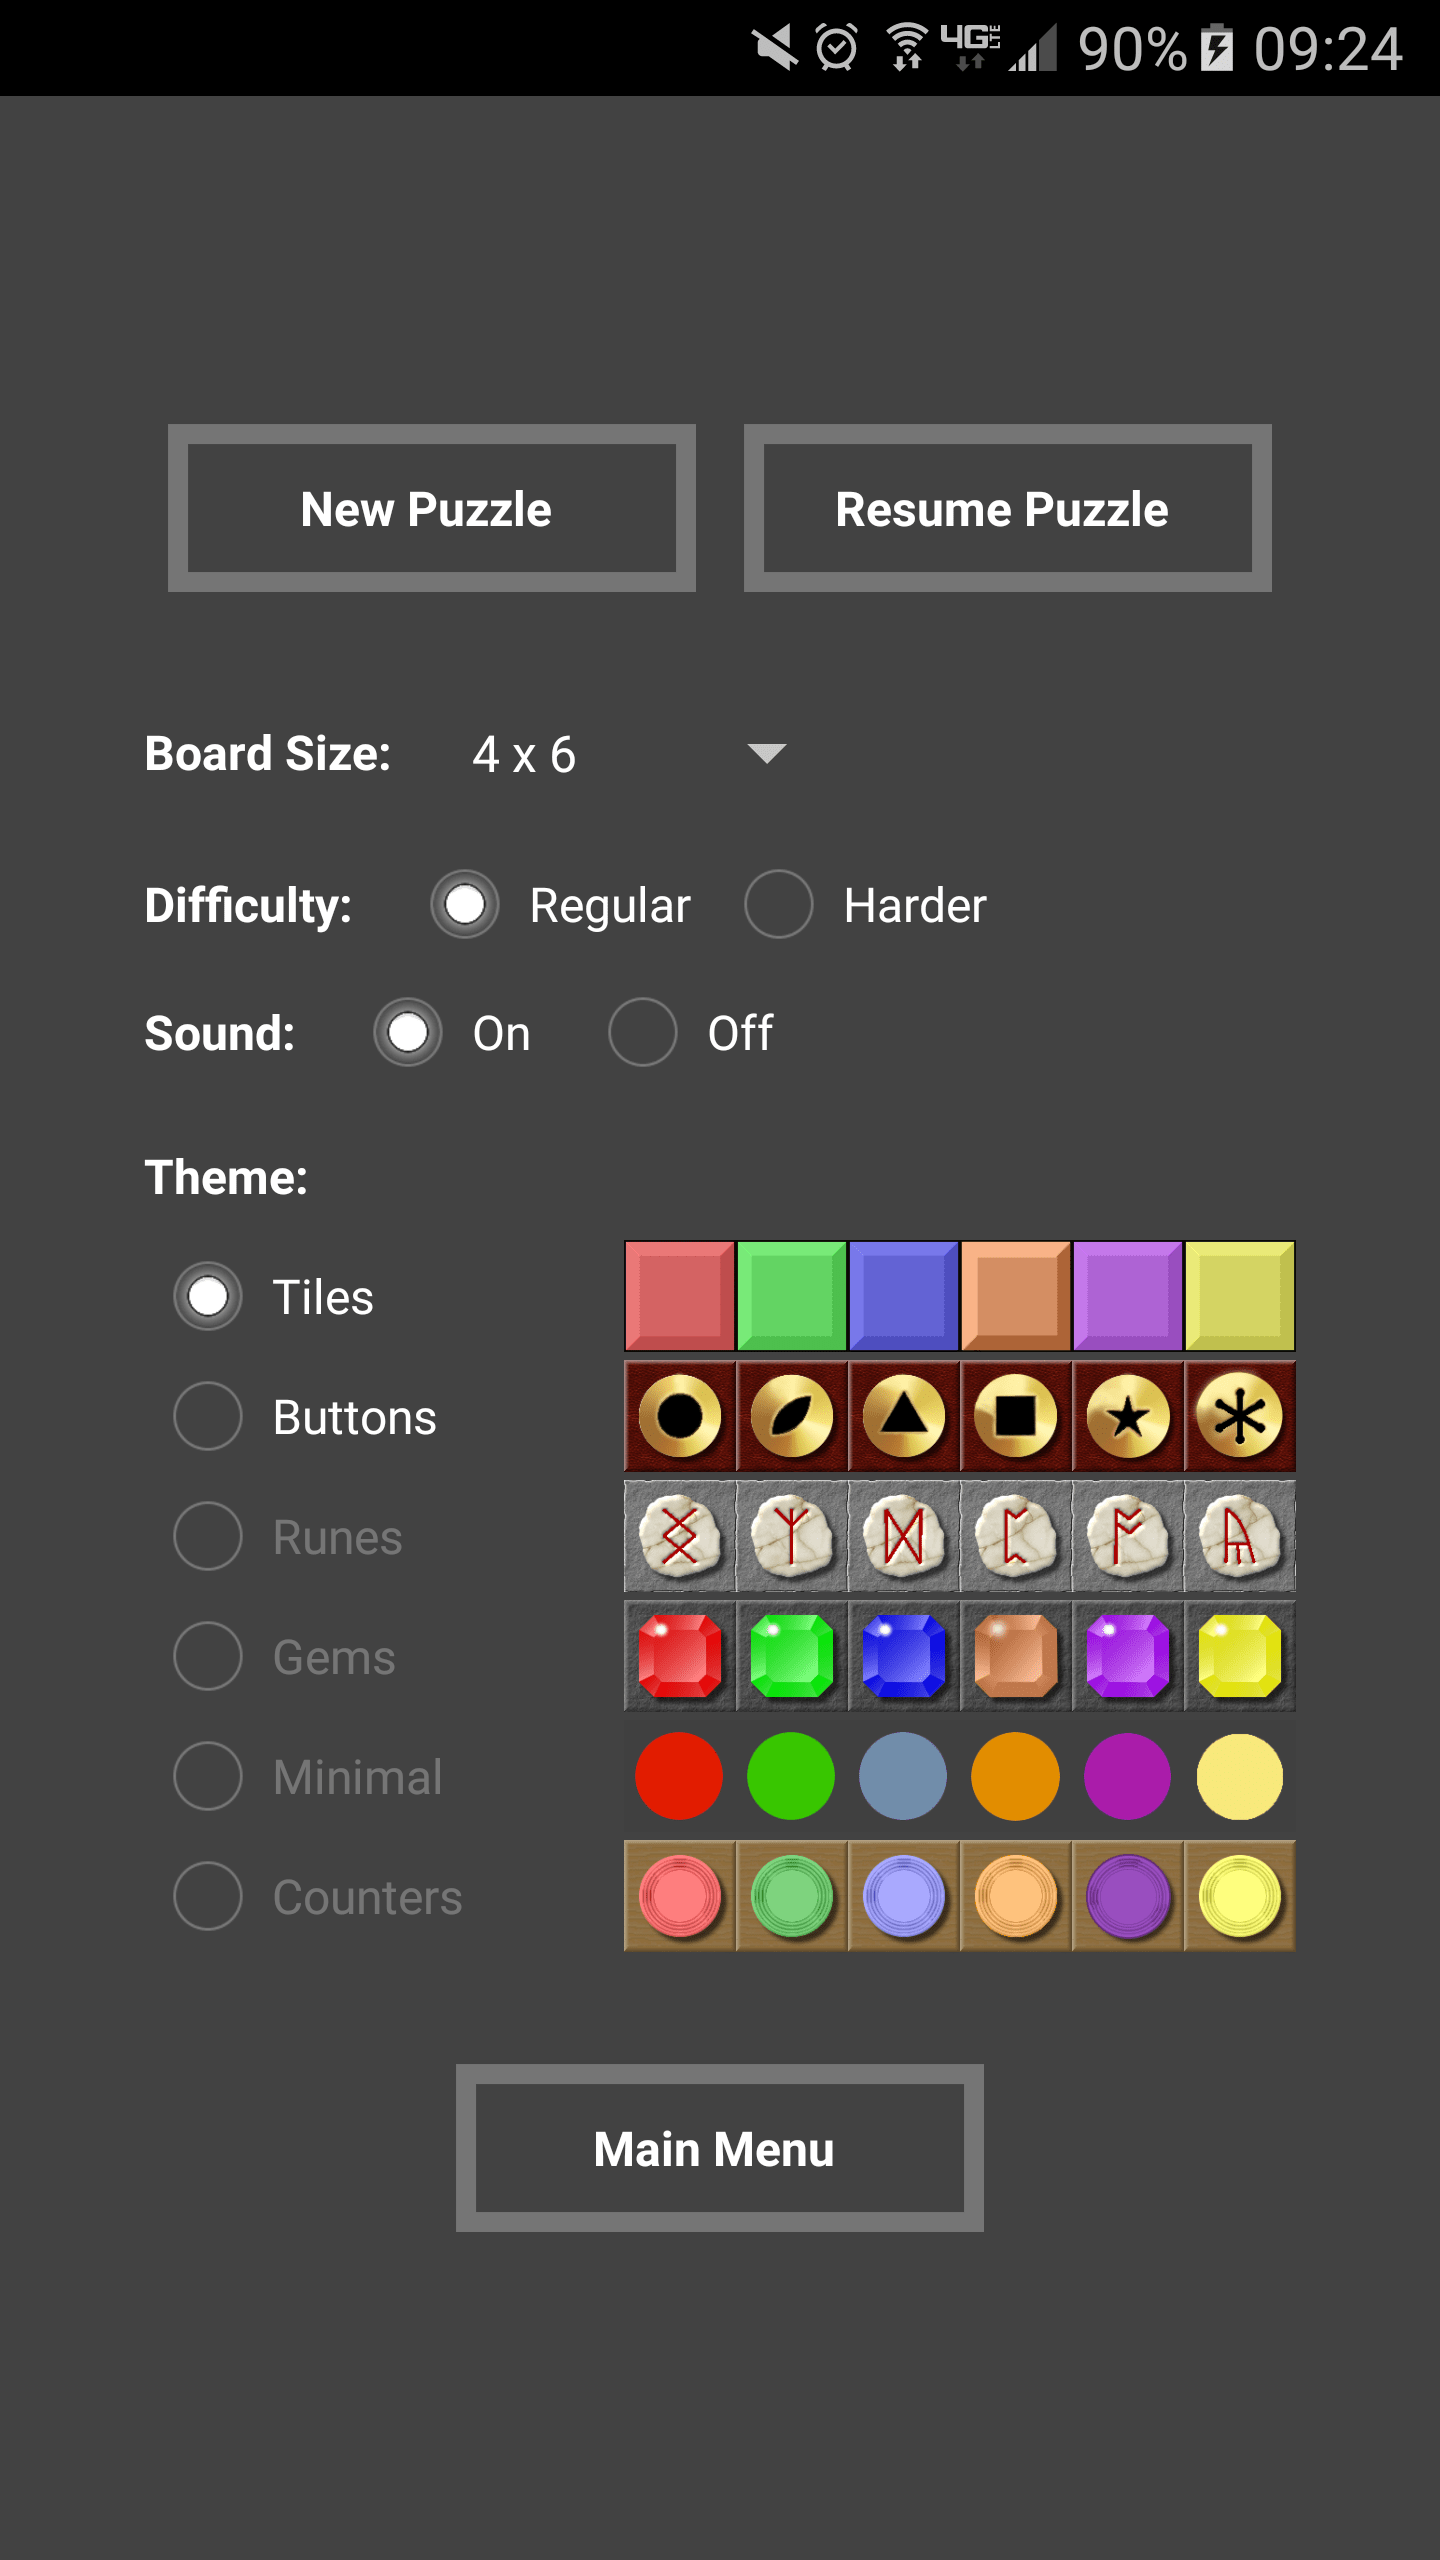 4G LTE 90% 09:24
New Puzzle Resume Puzzle
Board Size: 4 x 6
Difficulty: Regular Harder
Sound: On Off
Theme:
Tiles
Buttons
Runes
Gems
Minimal
Counters
Main Menu